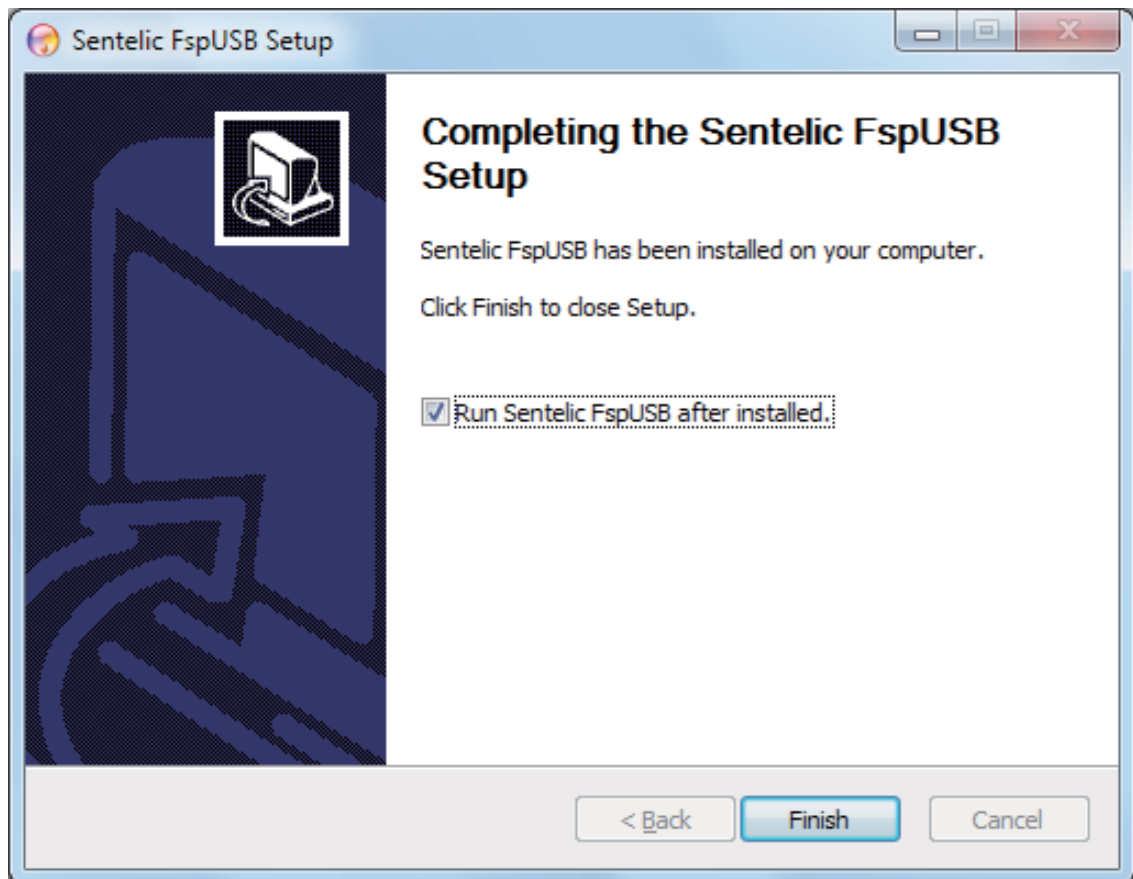 Sentelic FspUSB Setup
Completing the Sentelic FspUSB
Setup
Sentelic FspUSB has been installed on your computer.
Click Finish to close Setup.
Run Sentelic FspUSB after installed.
< Back
Finish
Cancel